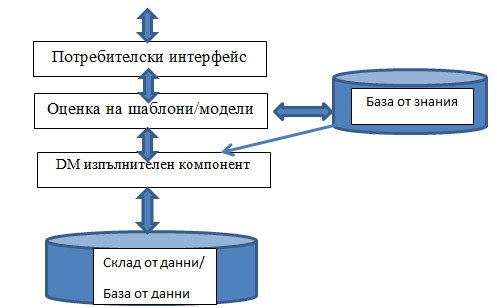 Потребителски интерфейс
Оценка на шаблони/модели
База от знания
DM изпълнителен компонент
Склад от данни/
База от данни